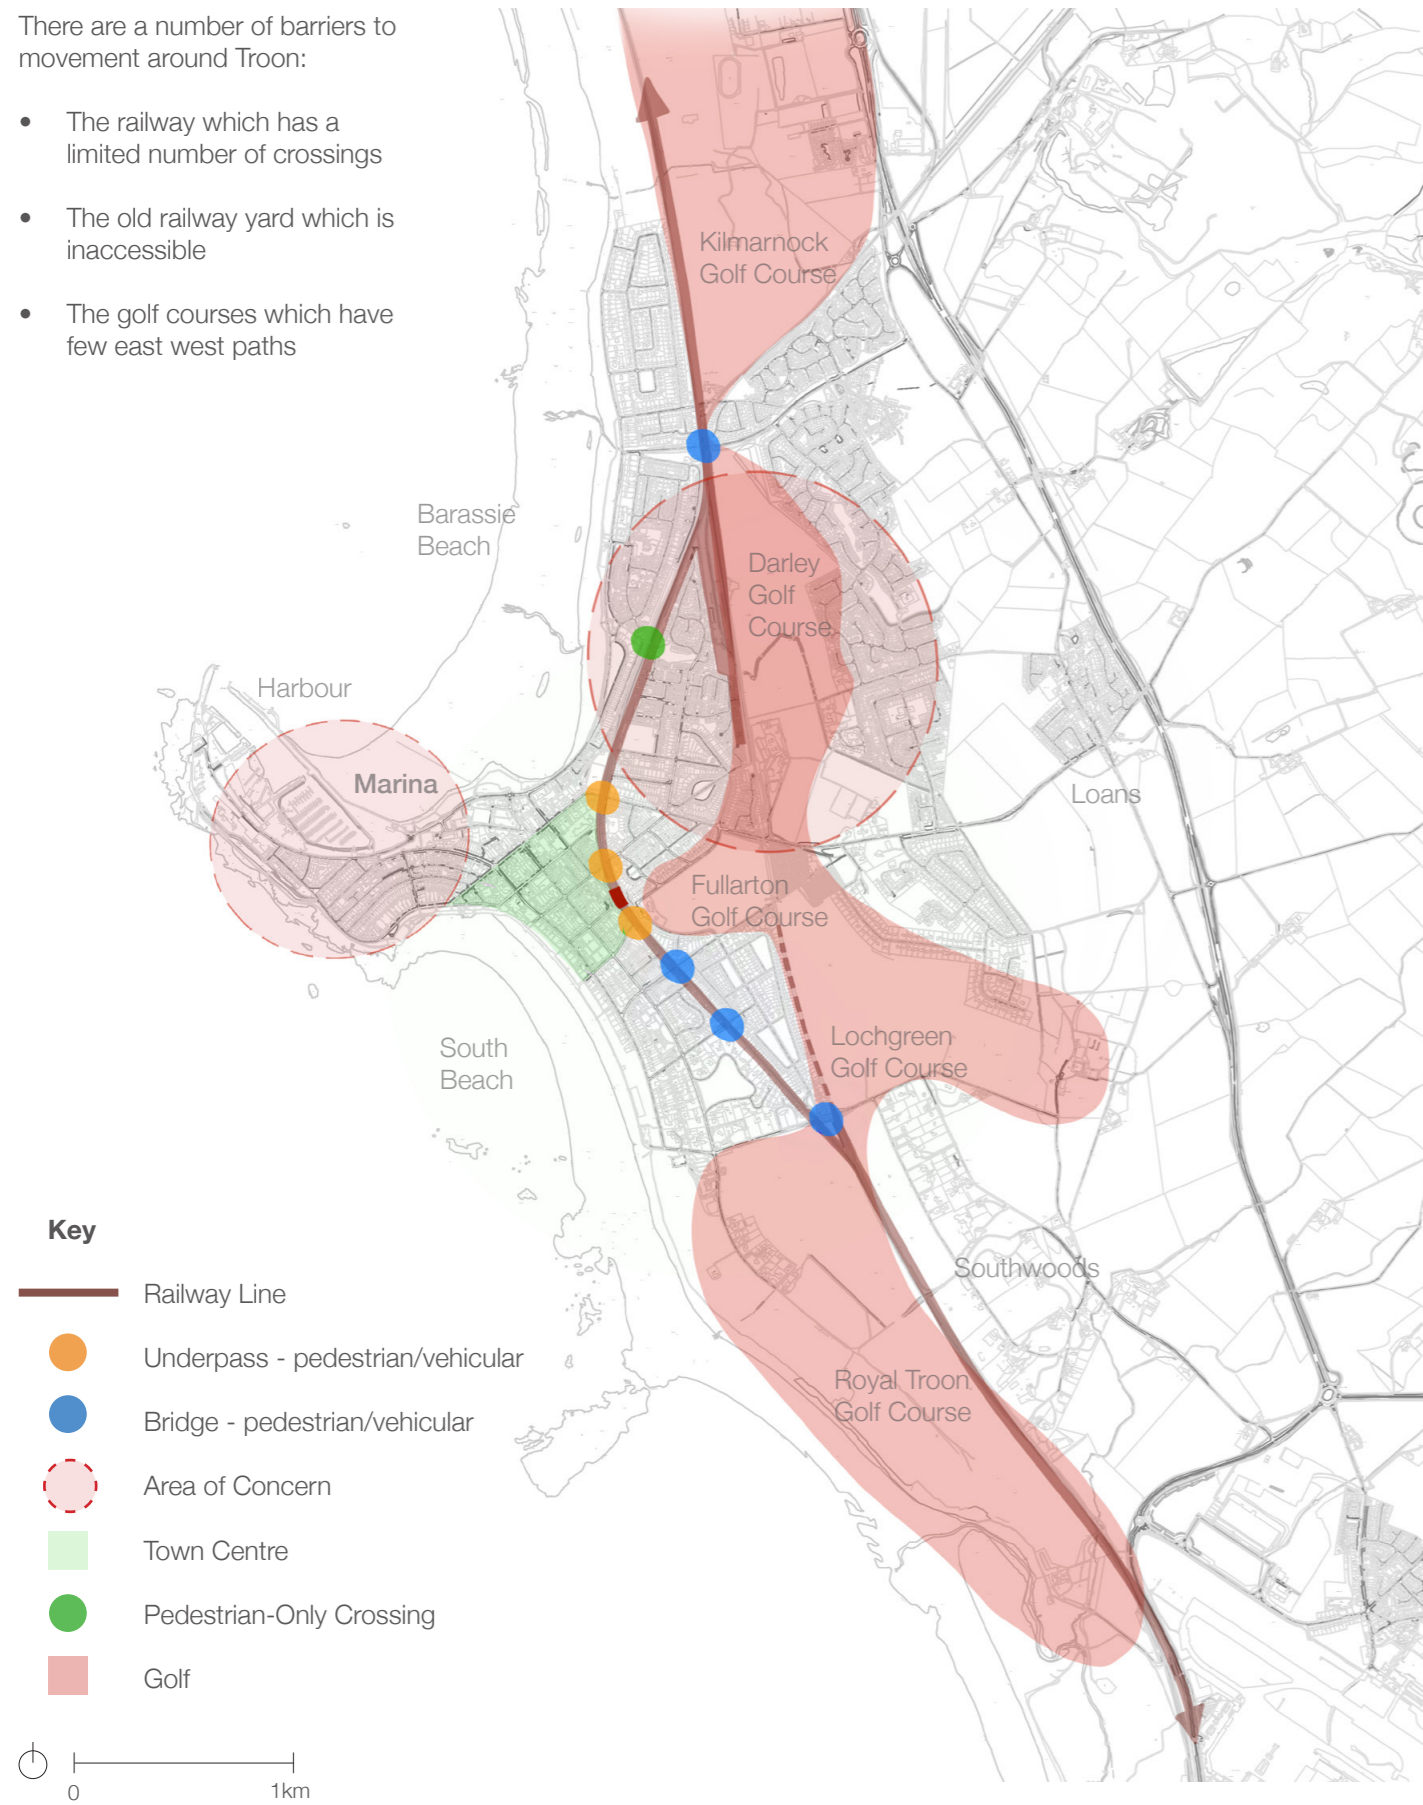 There are a number of barriers to
movement around Troon:
• The railway which has a
limited number of crossings
• The old railway yard which is
inaccessible
• The golf courses which have
few east west paths
Kilmarnock
Golf Course
Barassie
Beach
Darley
Golf
Course
Harbour
Marina
Loans
Fullarton
Golf Course
South
Beach
Lochgreen
Golf Course
Southwoods
Royal Troon
Golf Course
Key
Railway Line
Underpass - pedestrian/vehicular
Bridge - pedestrian/vehicular
Area of Concern
Town Centre
Pedestrian-Only Crossing
Golf
0
1km